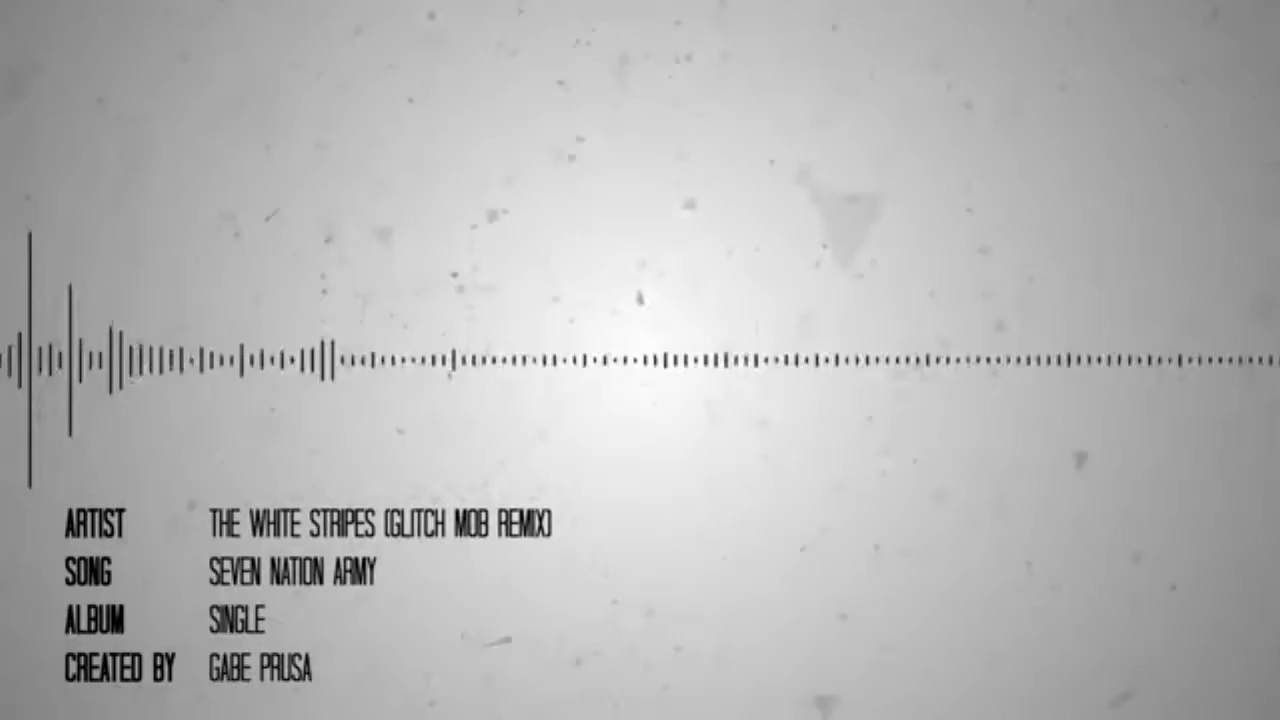 ARTIST THE WHITE STRIPES (GLITCH MOB REMIX)
SONG SEVEN NATION ARMY
ALBUM SINGLE
CREATED BY GABE PRUSA